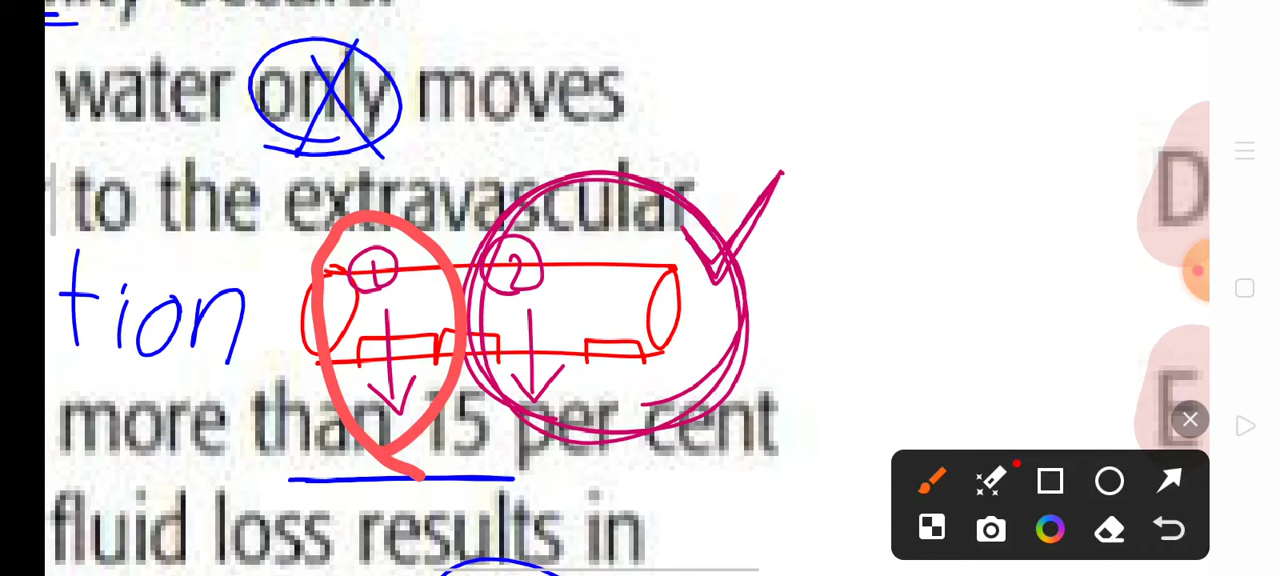 water only moves
to the extravascular
D
1 2
tion
more than 15 per cent
E
fluid loss results in